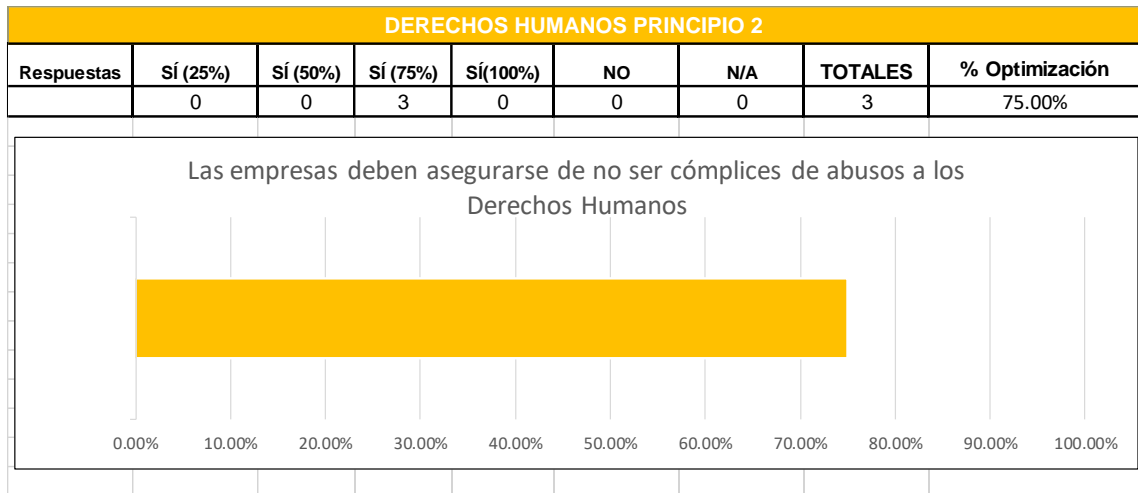 DERECHOS HUMANOS PRINCIPIO 2
Respuestas SÍ (25%) SÍ (50%) SÍ (75%) SÍ(100%) NO N/A TOTALES % Optimización
0 0 3 0 0 0 3 75.00%
Las empresas deben asegurarse de no ser cómplices de abusos a los
Derechos Humanos
0.00% 10.00% 20.00% 30.00% 40.00% 50.00% 60.00% 70.00% 80.00% 90.00% 100.00%